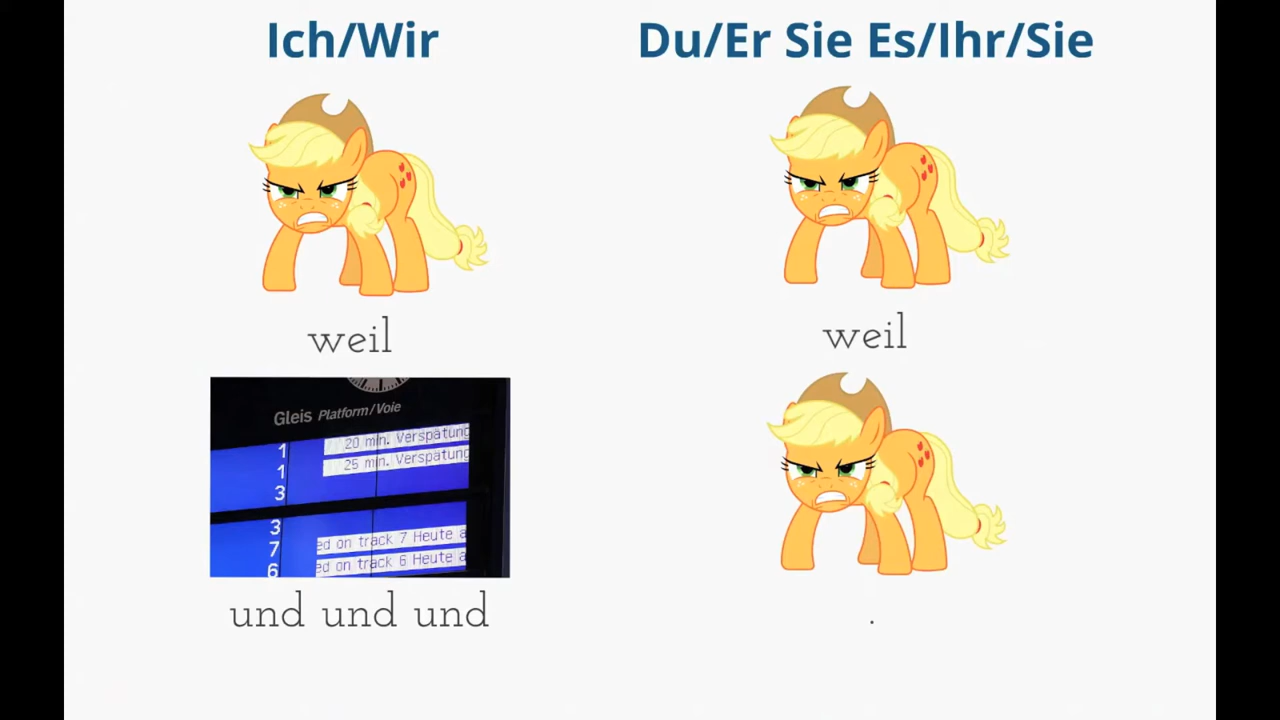 Ich/Wir
Du/Er Sie Es/Ihr/Sie
weil
weil
Gleis Platform/Voie
1 20 min. Verspätung
1 25 min. Verspätung
3
3
7 ed on track 7 Heute a
6 ed on track 6 Heute a
und und und
.